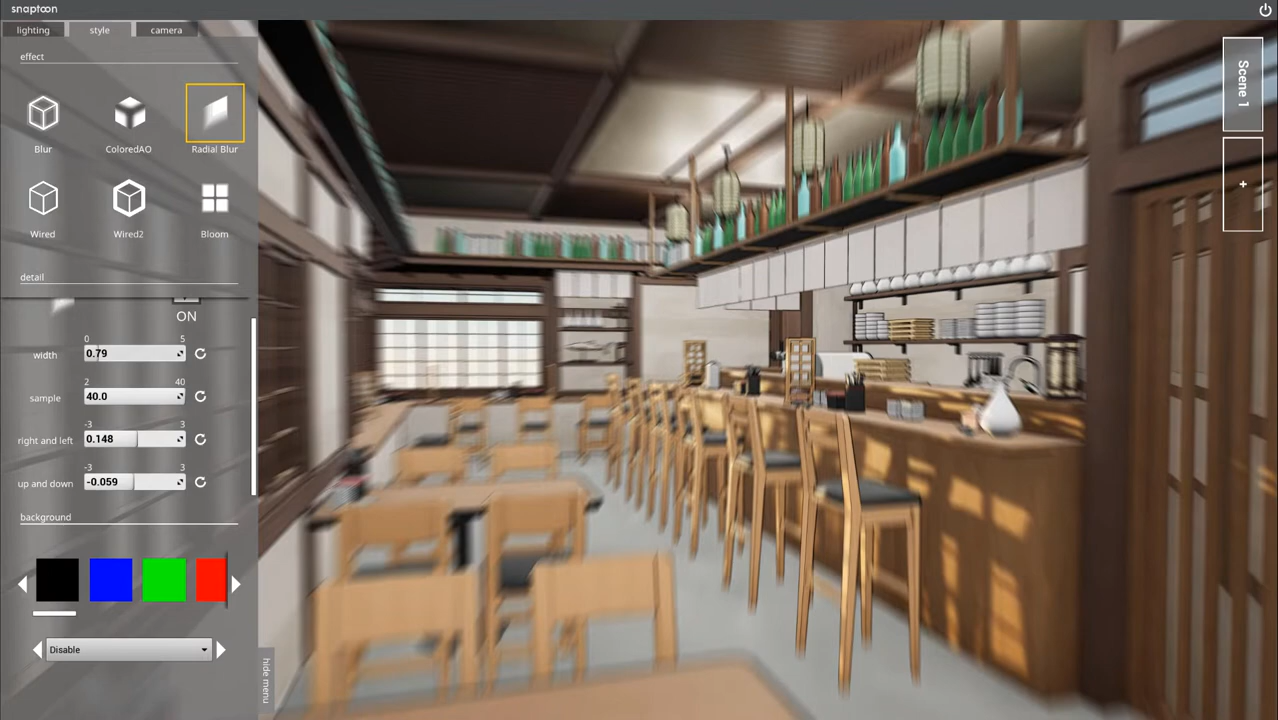 snaptoon
lighting style camera
effect
Blur ColoredAO Radial Blur
Wired Wired2 Bloom
detail
ON
0 5
width 0.79
2 40
sample 40.0
-3 3
right and left 0.148
-3 3
up and down -0.059
background
Disable
hide menu
Scene 1
+